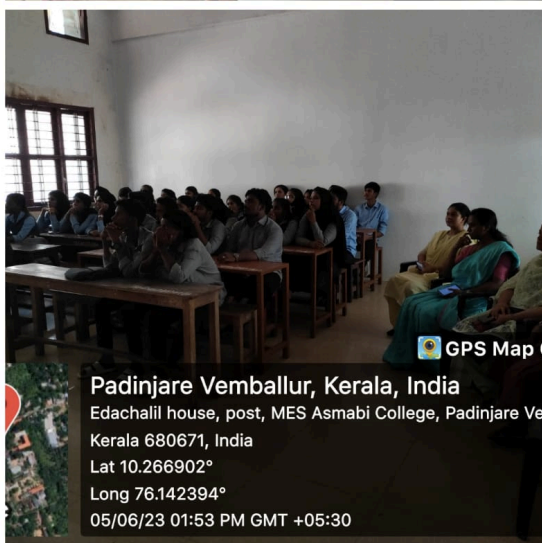 GPS Map
Padinjare Vemballur, Kerala, India
Edachalil house, post, MES Asmabi College, Padinjare
Kerala 680671, India
Lat 10.266902°
Long 76.142394°
05/06/23 01:53 PM GMT +05:30